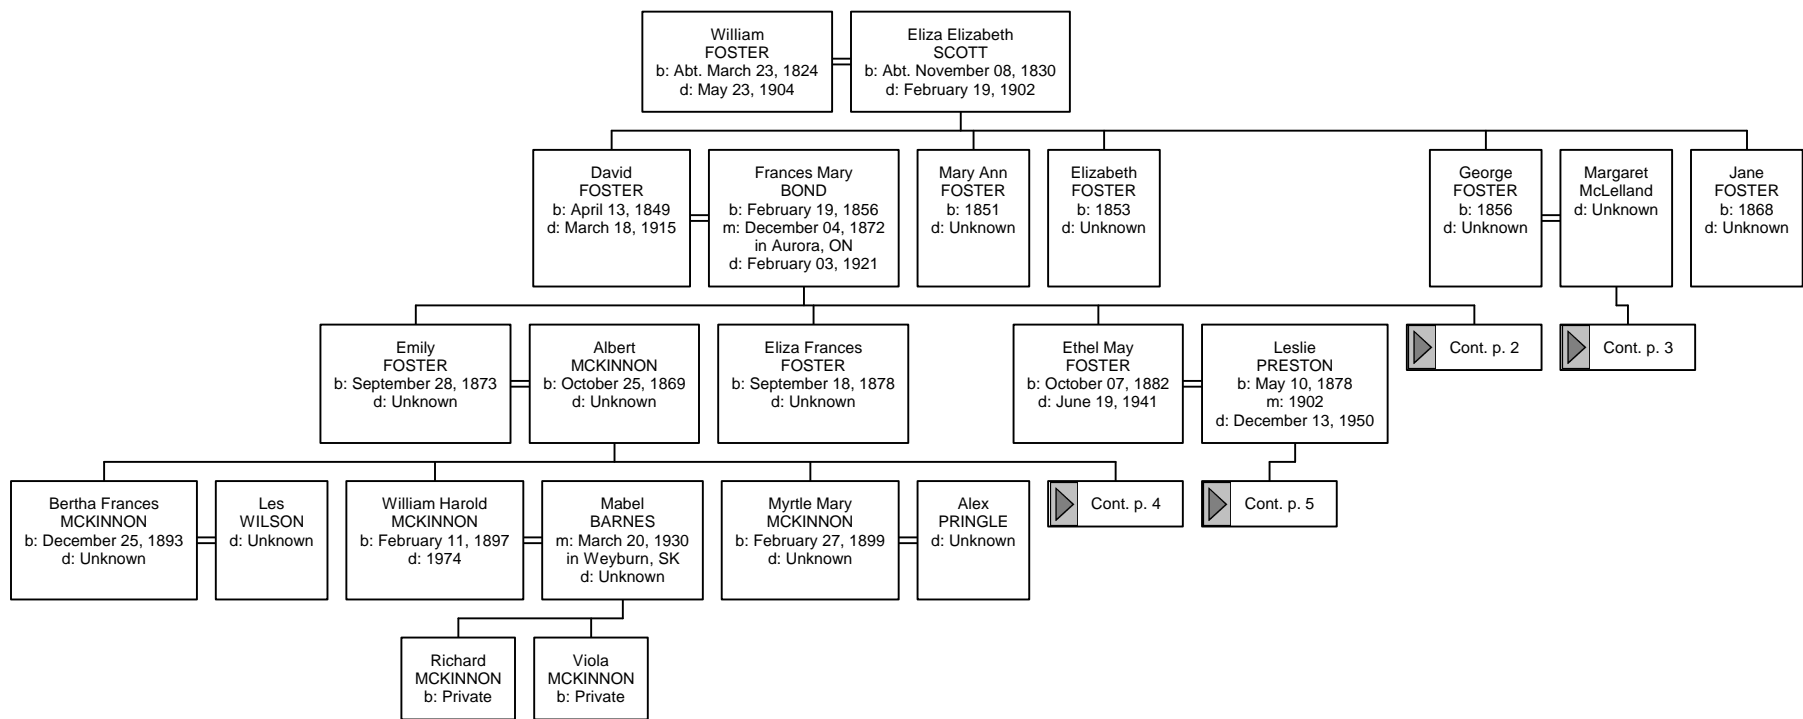 William
FOSTER
b: Abt. March 23, 1824
d: May 23, 1904
Eliza Elizabeth
SCOTT
b: Abt. November 08, 1830
d: February 19, 1902
David
FOSTER
b: April 13, 1849
d: March 18, 1915
Frances Mary
BOND
b: February 19, 1856
m: December 04, 1872
in Aurora, ON
d: February 03, 1921
Mary Ann
FOSTER
b: 1851
d: Unknown
Elizabeth
FOSTER
b: 1853
d: Unknown
George
FOSTER
b: 1856
d: Unknown
Margaret
McLelland
d: Unknown
Jane
FOSTER
b: 1868
d: Unknown
Emily
FOSTER
b: September 28, 1873
d: Unknown
Albert
MCKINNON
b: October 25, 1869
d: Unknown
Eliza Frances
FOSTER
b: September 18, 1878
d: Unknown
Ethel May
FOSTER
b: October 07, 1882
d: June 19, 1941
Leslie
PRESTON
b: May 10, 1878
m: 1902
d: December 13, 1950
Cont. p. 2
Cont. p. 3
Bertha Frances
MCKINNON
b: December 25, 1893
d: Unknown
Les
WILSON
d: Unknown
William Harold
MCKINNON
b: February 11, 1897
d: 1974
Mabel
BARNES
m: March 20, 1930
in Weyburn, SK
d: Unknown
Myrtle Mary
MCKINNON
b: February 27, 1899
d: Unknown
Alex
PRINGLE
d: Unknown
Cont. p. 4
Cont. p. 5
Richard
MCKINNON
b: Private
Viola
MCKINNON
b: Private